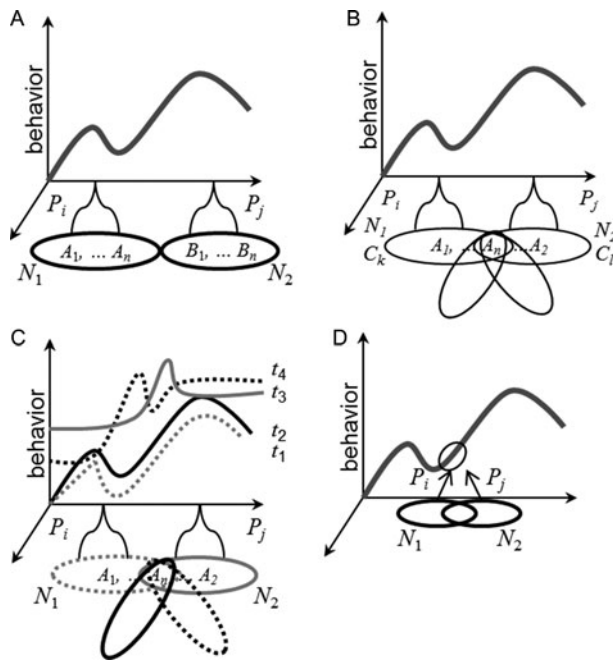 A
behavior
P_i P_j
A_1, ... A_n B_1, ... B_n
N_1 N_2
B
behavior
P_i P_j
N_1
C_k A_1, ... A_n ... A_2 C_l
C
behavior
t_4
t_3
t_2
t_1
P_i P_j
A_1, ... A_n ... A_2
N_1 N_2
D
behavior
P_i P_j
N_1 N_2